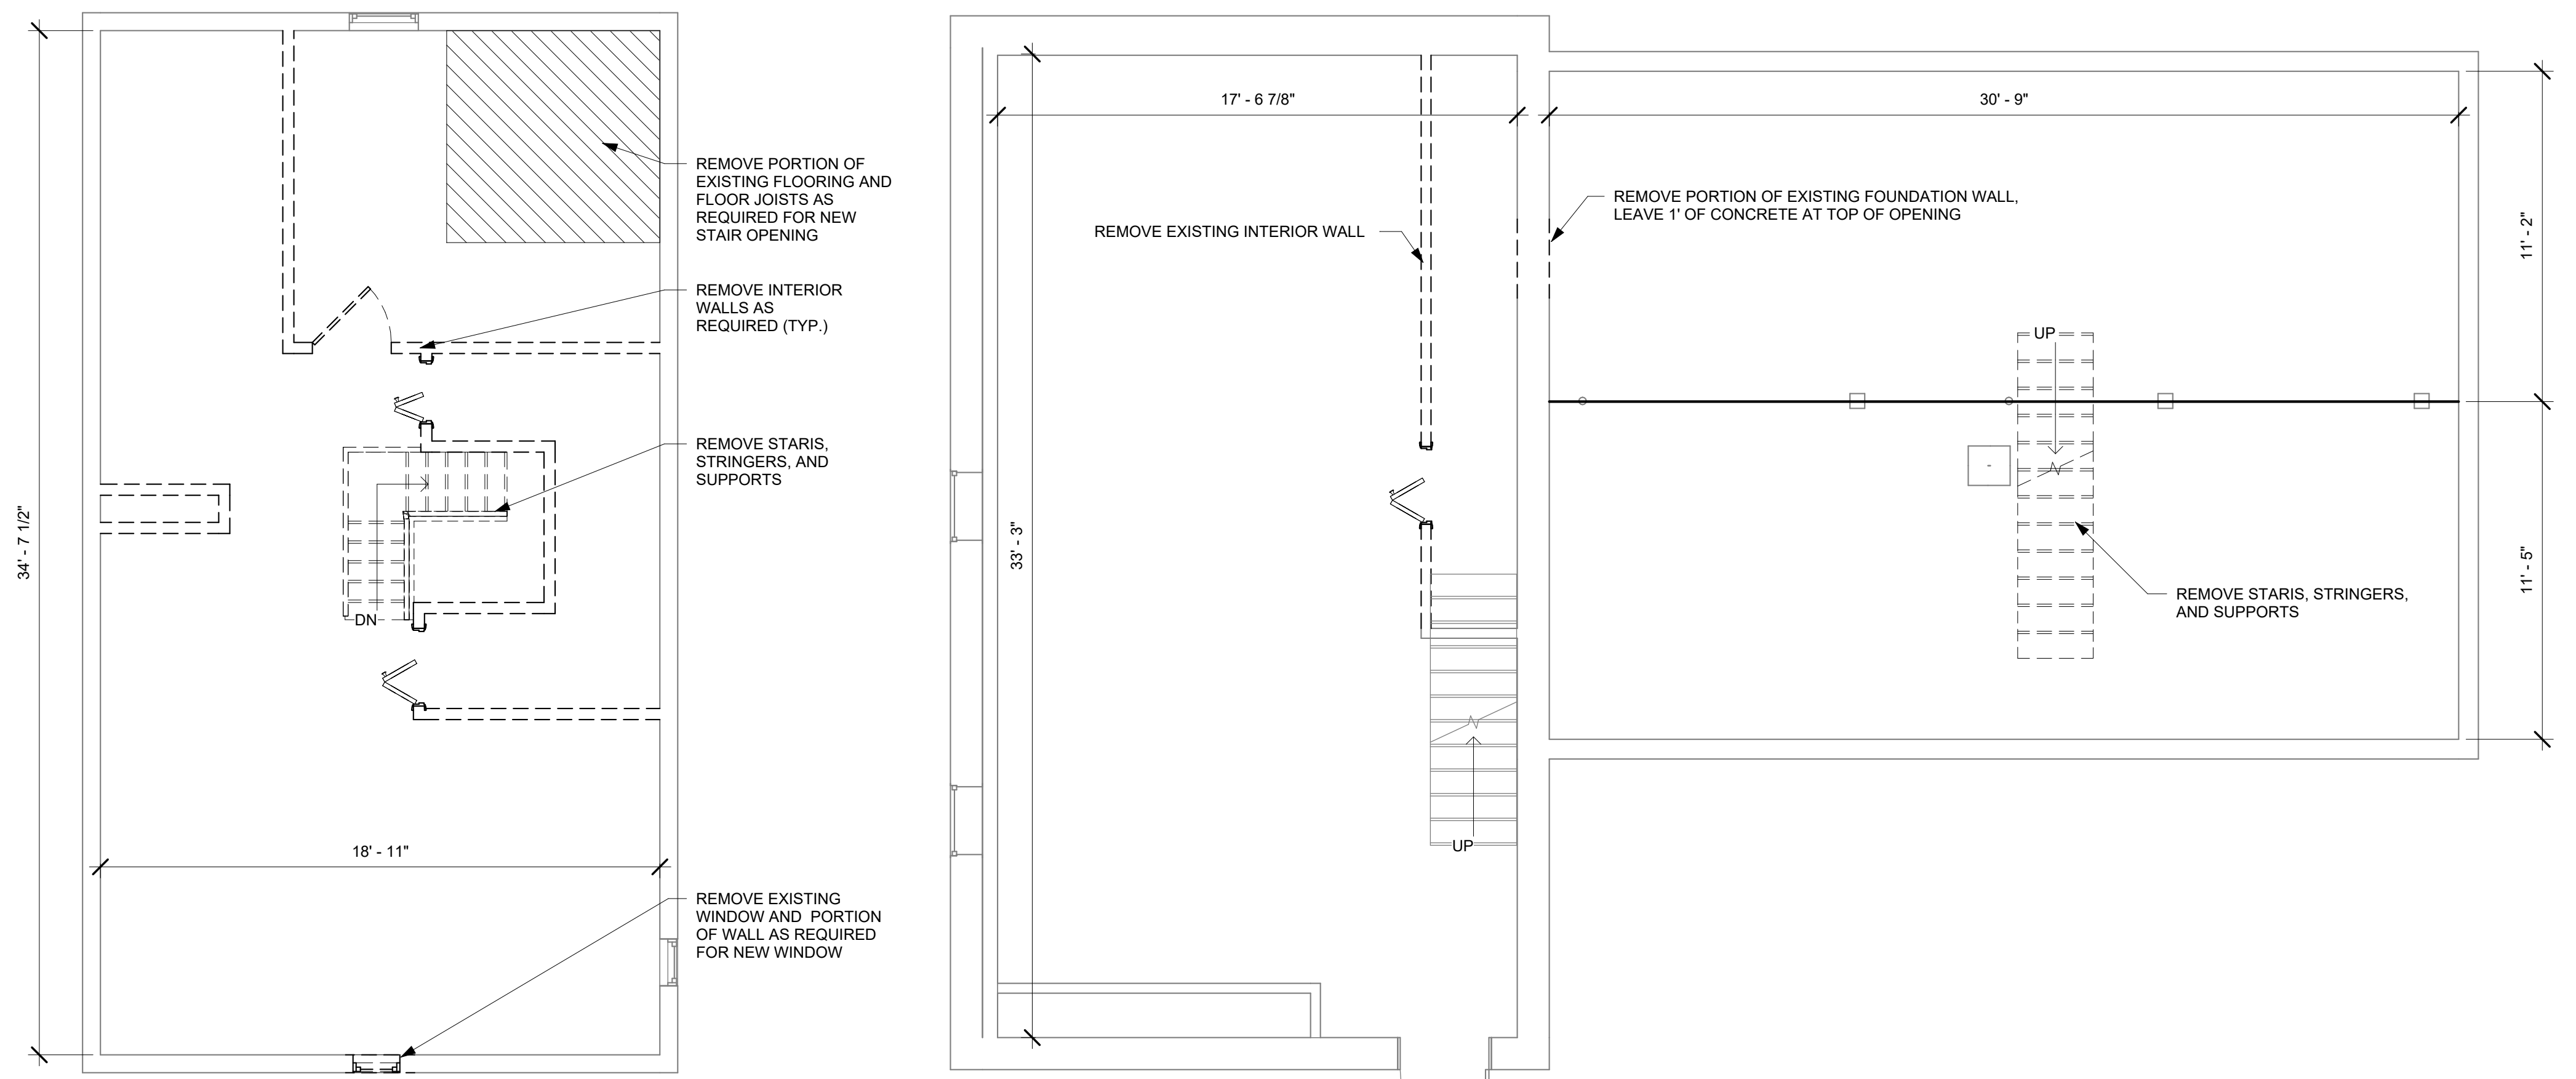 REMOVE PORTION OF
EXISTING FLOORING AND
FLOOR JOISTS AS
REQUIRED FOR NEW
STAIR OPENING
REMOVE INTERIOR
WALLS AS
REQUIRED (TYP.)
REMOVE STARIS,
STRINGERS, AND
SUPPORTS
34' - 7 1/2"
DN
18' - 11"
REMOVE EXISTING
WINDOW AND  PORTION
OF WALL AS REQUIRED
FOR NEW WINDOW
17' - 6 7/8"
30' - 9"
REMOVE EXISTING INTERIOR WALL
REMOVE PORTION OF EXISTING FOUNDATION WALL,
LEAVE 1' OF CONCRETE AT TOP OF OPENING
11' - 2"
UP
33' - 3"
11' - 5"
REMOVE STARIS, STRINGERS,
AND SUPPORTS
UP